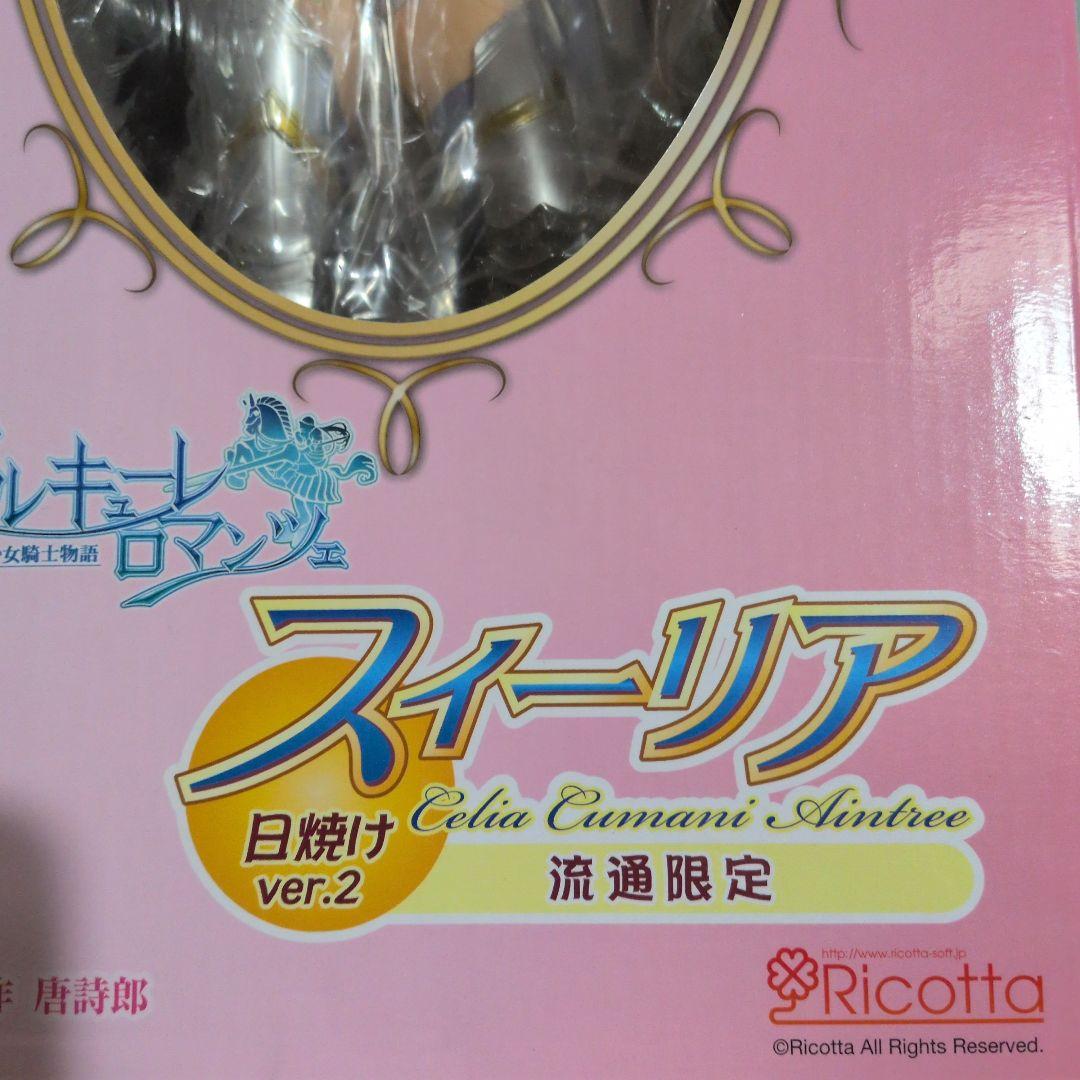 ルキューレ
ロマンツェ
女騎士物語
スィーリア
Celia Cumani Aintree
日焼け
ver.2
流通限定
唐詩郎
http://www.ricotta-soft.jp
Ricotta
©Ricotta All Rights Reserved.